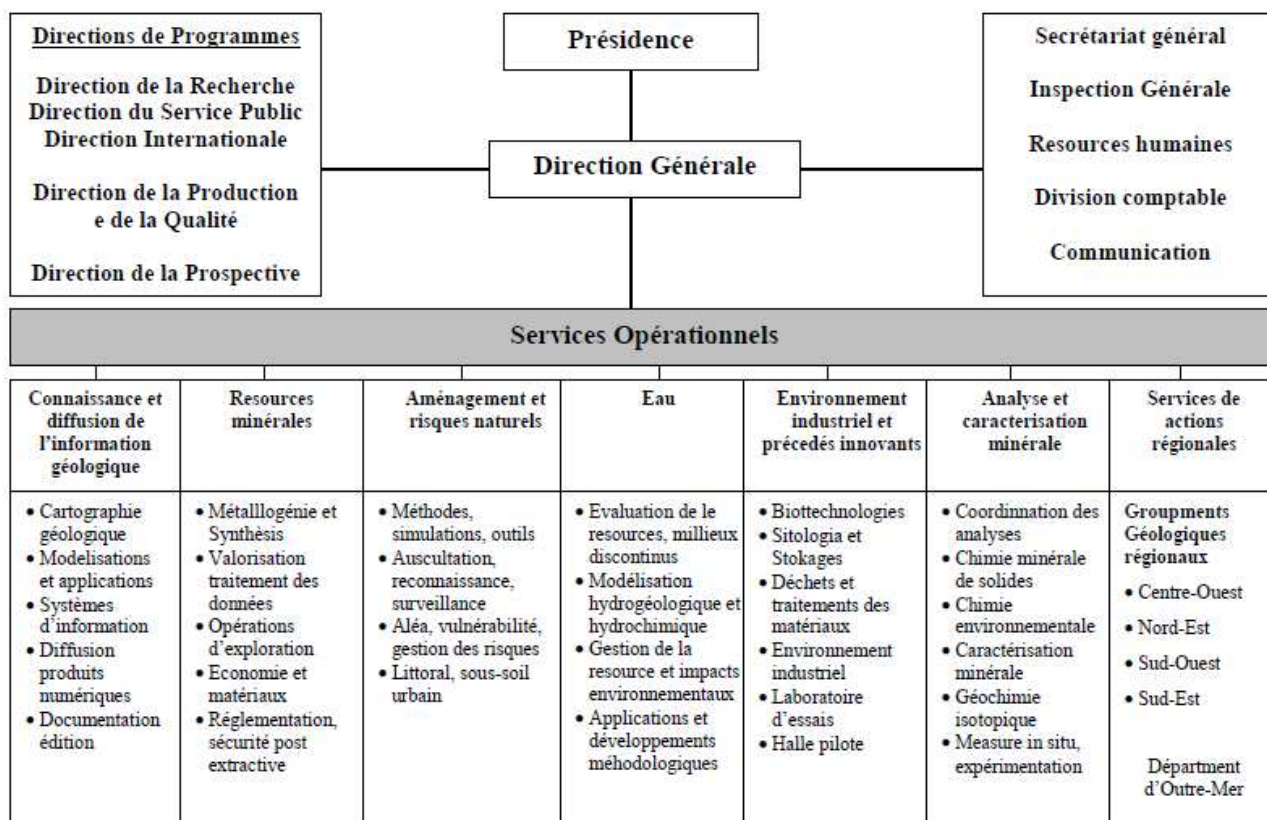 Directions de Programmes
Direction de la Recherche
Direction du Service Public
Direction Internationale
Direction de la Production
e de la Qualité
Direction de la Prospective
Présidence
Direction Générale
Secrétariat général
Inspection Générale
Resources humaines
Division comptable
Communication
Services Opérationnels
Connaissance et
diffusion de
l'information
géologique
• Cartographie
géologique
• Modelisations
et applications
• Systèmes
d'information
• Diffusion
produits
numériques
• Documentation
édition
Resources
minérales
• Métalllogénie et
Synthèsis
• Valorisation
traitement des
données
• Opérations
d'exploration
• Economie et
matériaux
• Réglementation,
sécurité post
extractive
Aménagement et
risques naturels
• Méthodes,
simulations, outils
• Auscultation,
reconnaissance,
surveillance
• Aléa, vulnérabilité,
gestion des risques
• Littoral, sous-soil
urbain
Eau
• Evaluation de le
resources, millieux
discontinus
• Modélisation
hydrogéologique et
hydrochimique
• Gestion de la
resource et impacts
environnementaux
• Applications et
développements
méhodologiques
Environnement
industriel et
précedés innovants
• Biottechnologies
• Sitologia et
Stokages
• Déchets et
traitements des
matériaux
• Environnement
industriel
• Laboratoire
d'essais
• Halle pilote
Analyse et
caracterisation
minérale
• Coordinnation des
analyses
• Chimie minérale
de solides
• Chimie
environnementale
• Caractérisation
minérale
• Géochimie
isotopique
• Measure in situ,
expérimentation
Services de
actions
régionales
Groupments
Géologiques
régionaux
• Centre-Ouest
• Nord-Est
• Sud-Ouest
• Sud-Est
Départment
d'Outre-Mer